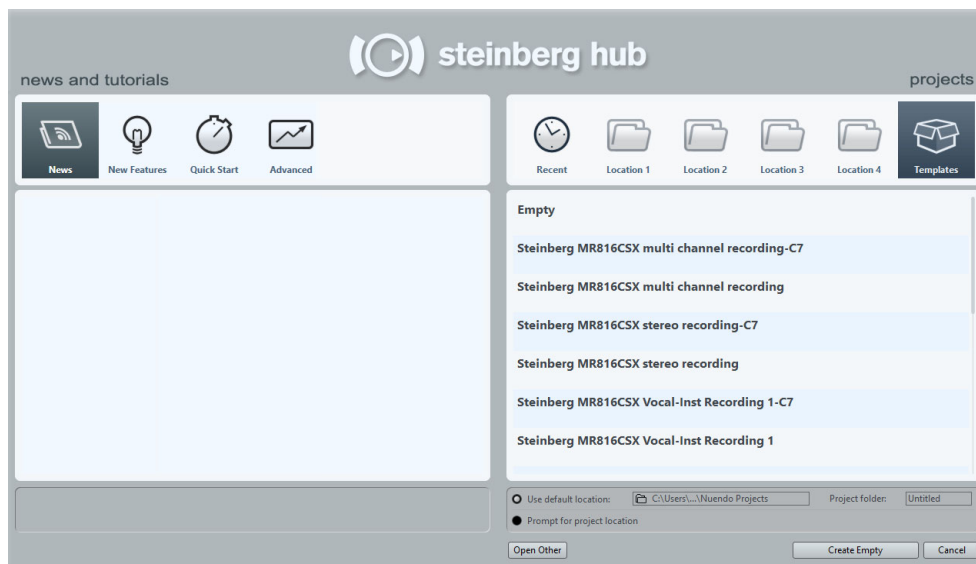 steinberg hub
news and tutorials
projects
News
New Features
Quick Start
Advanced
Recent
Location 1
Location 2
Location 3
Location 4
Templates
Empty
Steinberg MR816CSX multi channel recording-C7
Steinberg MR816CSX multi channel recording
Steinberg MR816CSX stereo recording-C7
Steinberg MR816CSX stereo recording
Steinberg MR816CSX Vocal-Inst Recording 1-C7
Steinberg MR816CSX Vocal-Inst Recording 1
Use default location: C:\Users\...\Nuendo Projects Project folder: Untitled
Prompt for project location
Open Other Create Empty Cancel